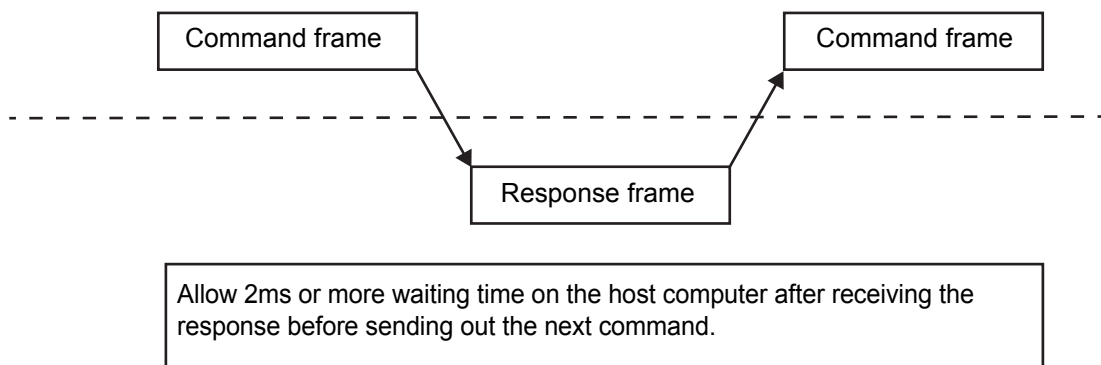 Command frame
Command frame
Response frame
Allow 2ms or more waiting time on the host computer after receiving the
response before sending out the next command.